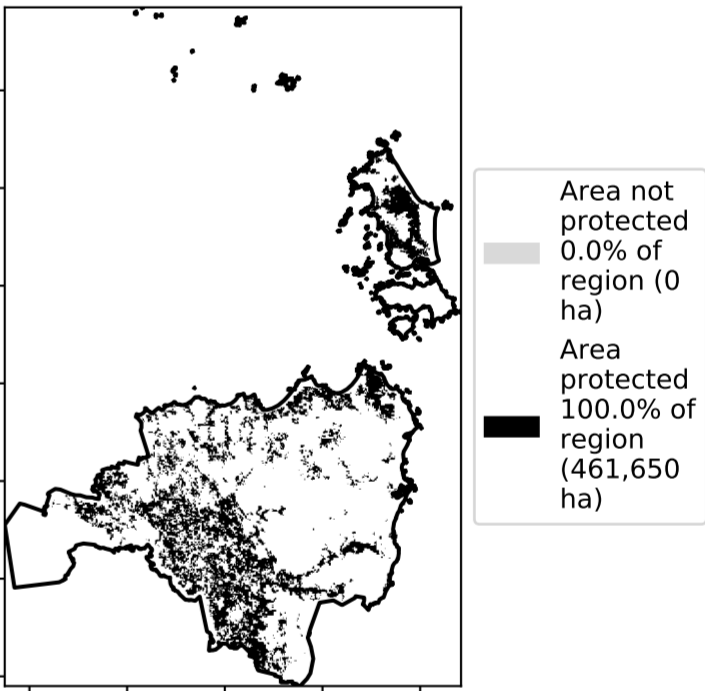 Area not
protected
0.0% of
region (0
ha)
Area
protected
100.0% of
region
(461,650
ha)